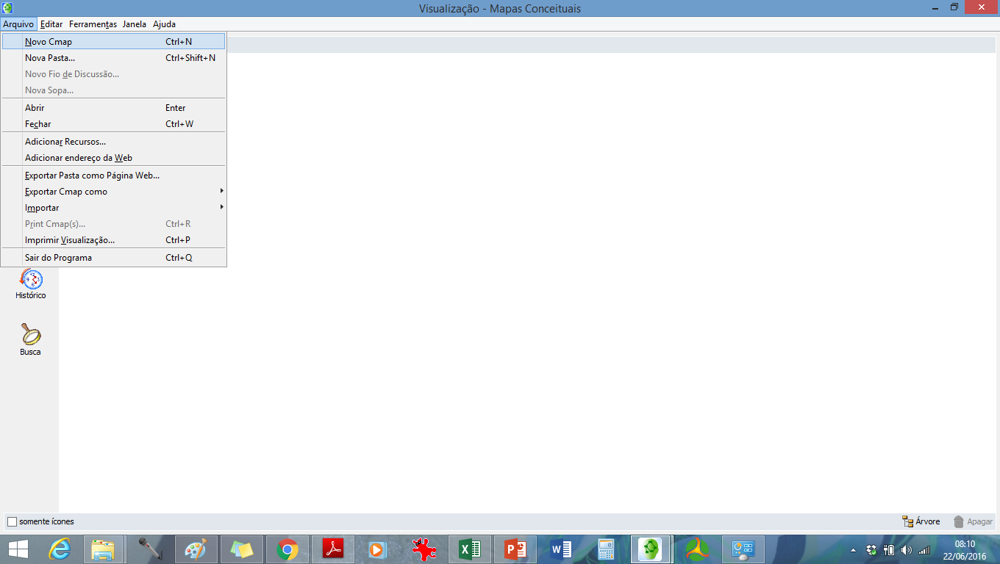 Visualização - Mapas Conceituais
Arquivo Editar Ferramentas Janela Ajuda
Novo Cmap Ctrl+N
Nova Pasta... Ctrl+Shift+N
Novo Fio de Discussão...
Nova Sopa...
Abrir Enter
Fechar Ctrl+W
Adicionar Recursos...
Adicionar endereço da Web
Exportar Pasta como Página Web...
Exportar Cmap como
Importar
Print Cmap(s)... Ctrl+R
Imprimir Visualização... Ctrl+P
Sair do Programa Ctrl+Q
Histórico
Busca
somente ícones Árvore Apagar
08:10
22/06/2016